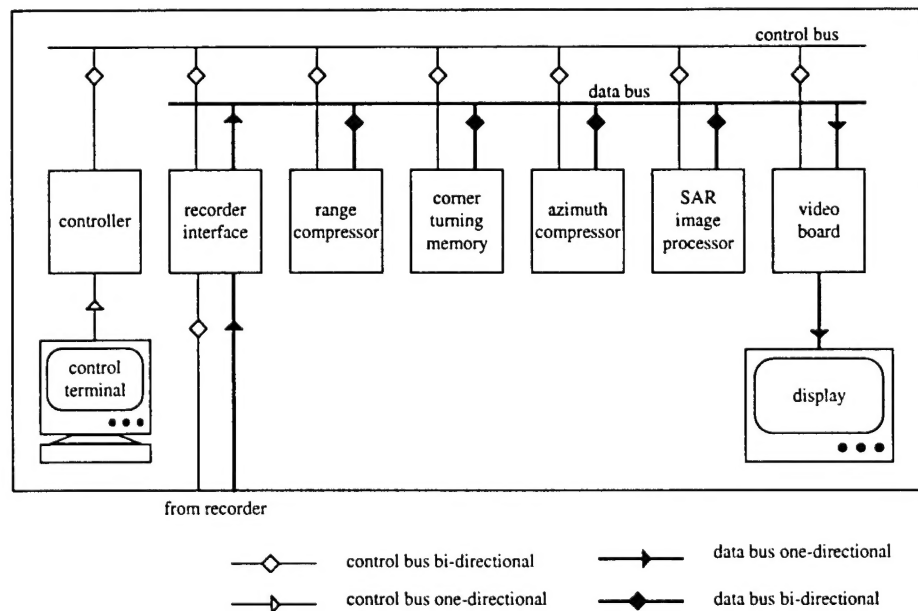 control bus
data bus
controller
recorder
interface
range
compressor
corner
turning
memory
azimuth
compressor
SAR
image
processor
video
board
control
terminal
display
from recorder
control bus bi-directional
data bus one-directional
control bus one-directional
data bus bi-directional